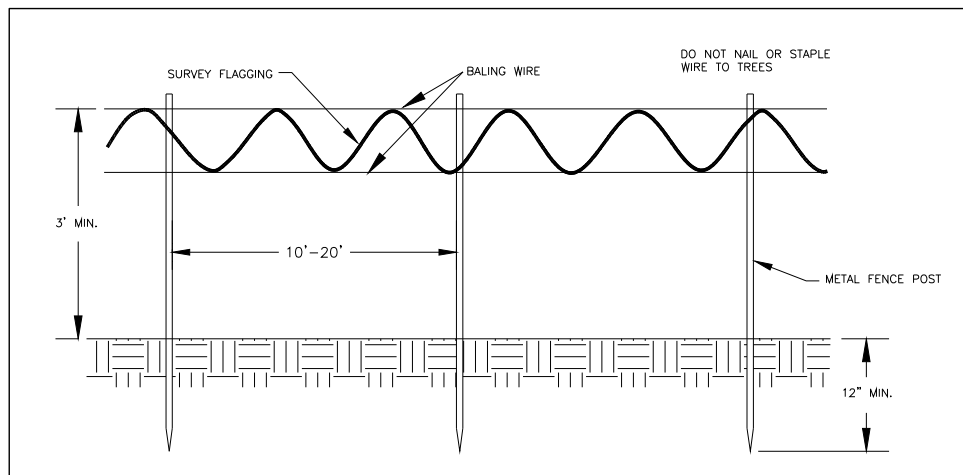 DO NOT NAIL OR STAPLE
WIRE TO TREES
SURVEY FLAGGING
BALING WIRE
3' MIN.
10'-20'
METAL FENCE POST
12" MIN.